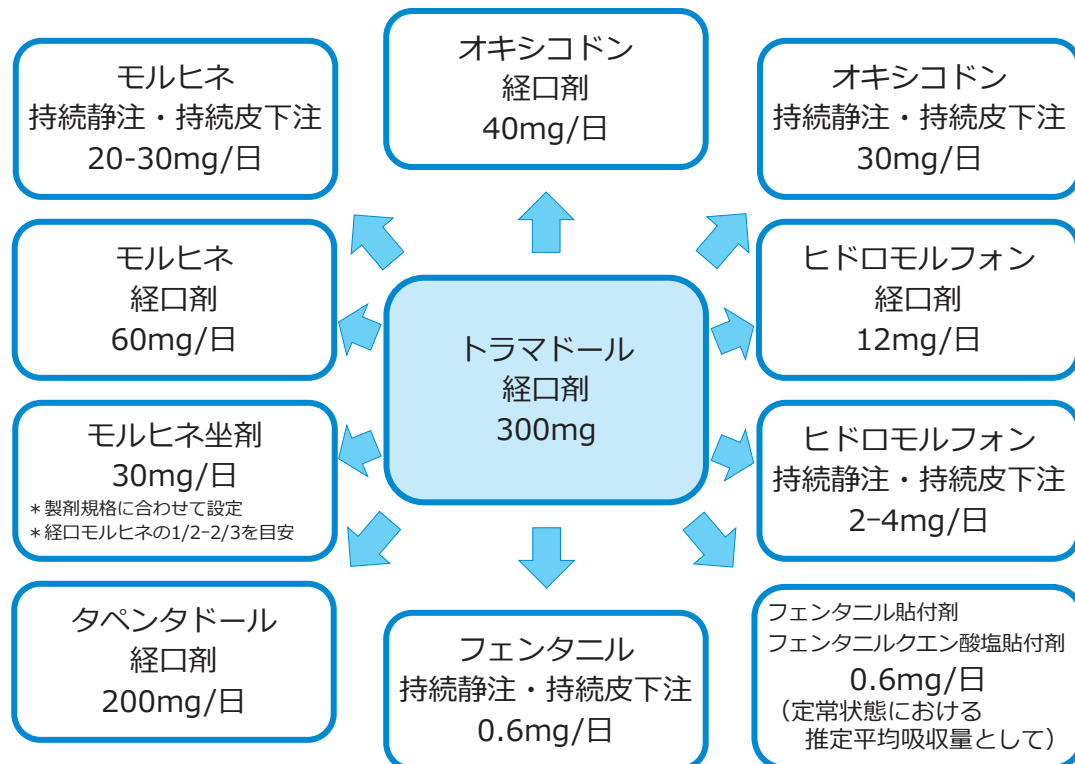 モルヒネ
持続静注・持続皮下注
20-30mg/日
オキシコドン
経口剤
40mg/日
オキシコドン
持続静注・持続皮下注
30mg/日
モルヒネ
経口剤
60mg/日
トラマドール
経口剤
300mg
ヒドロモルフォン
経口剤
12mg/日
モルヒネ坐剤
30mg/日
＊製剤規格に合わせて設定
＊経口モルヒネの1/2−2/3を目安
ヒドロモルフォン
持続静注・持続皮下注
2−4mg/日
タペンタドール
経口剤
200mg/日
フェンタニル
持続静注・持続皮下注
0.6mg/日
フェンタニル貼付剤
フェンタニルクエン酸塩貼付剤
0.6mg/日
（定常状態における
推定平均吸収量として）